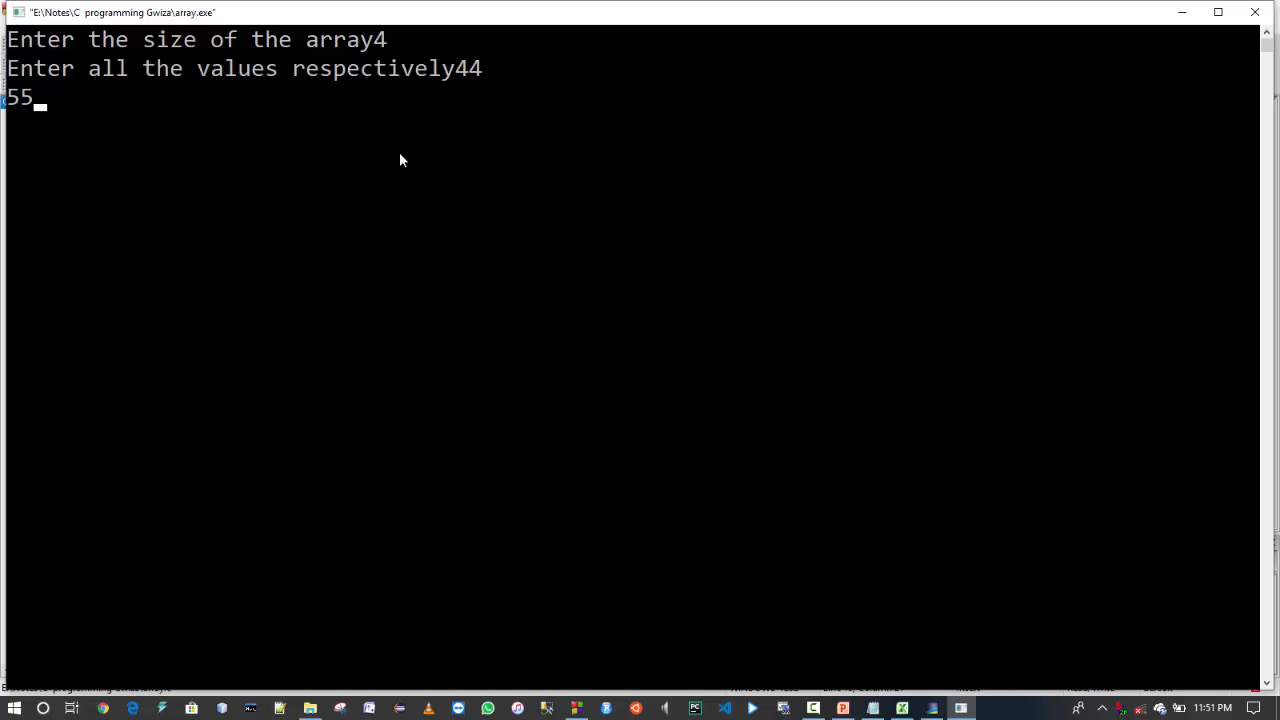 "E:\Notes\C  programming Gwiza\array.exe"
Enter the size of the array4
Enter all the values respectively44
55
11:51 PM